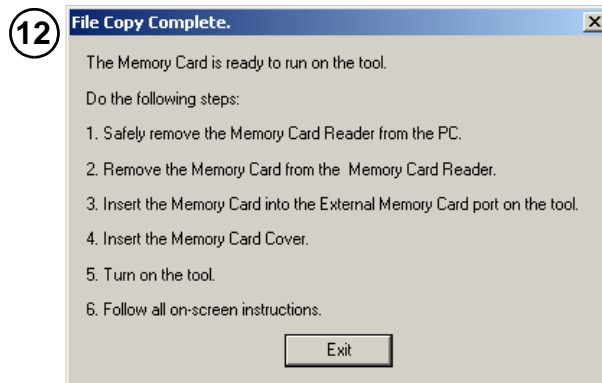 12
File Copy Complete.
The Memory Card is ready to run on the tool.
Do the following steps:
1. Safely remove the Memory Card Reader from the PC.
2. Remove the Memory Card from the  Memory Card Reader.
3. Insert the Memory Card into the External Memory Card port on the tool.
4. Insert the Memory Card Cover.
5. Turn on the tool.
6. Follow all on-screen instructions.
Exit